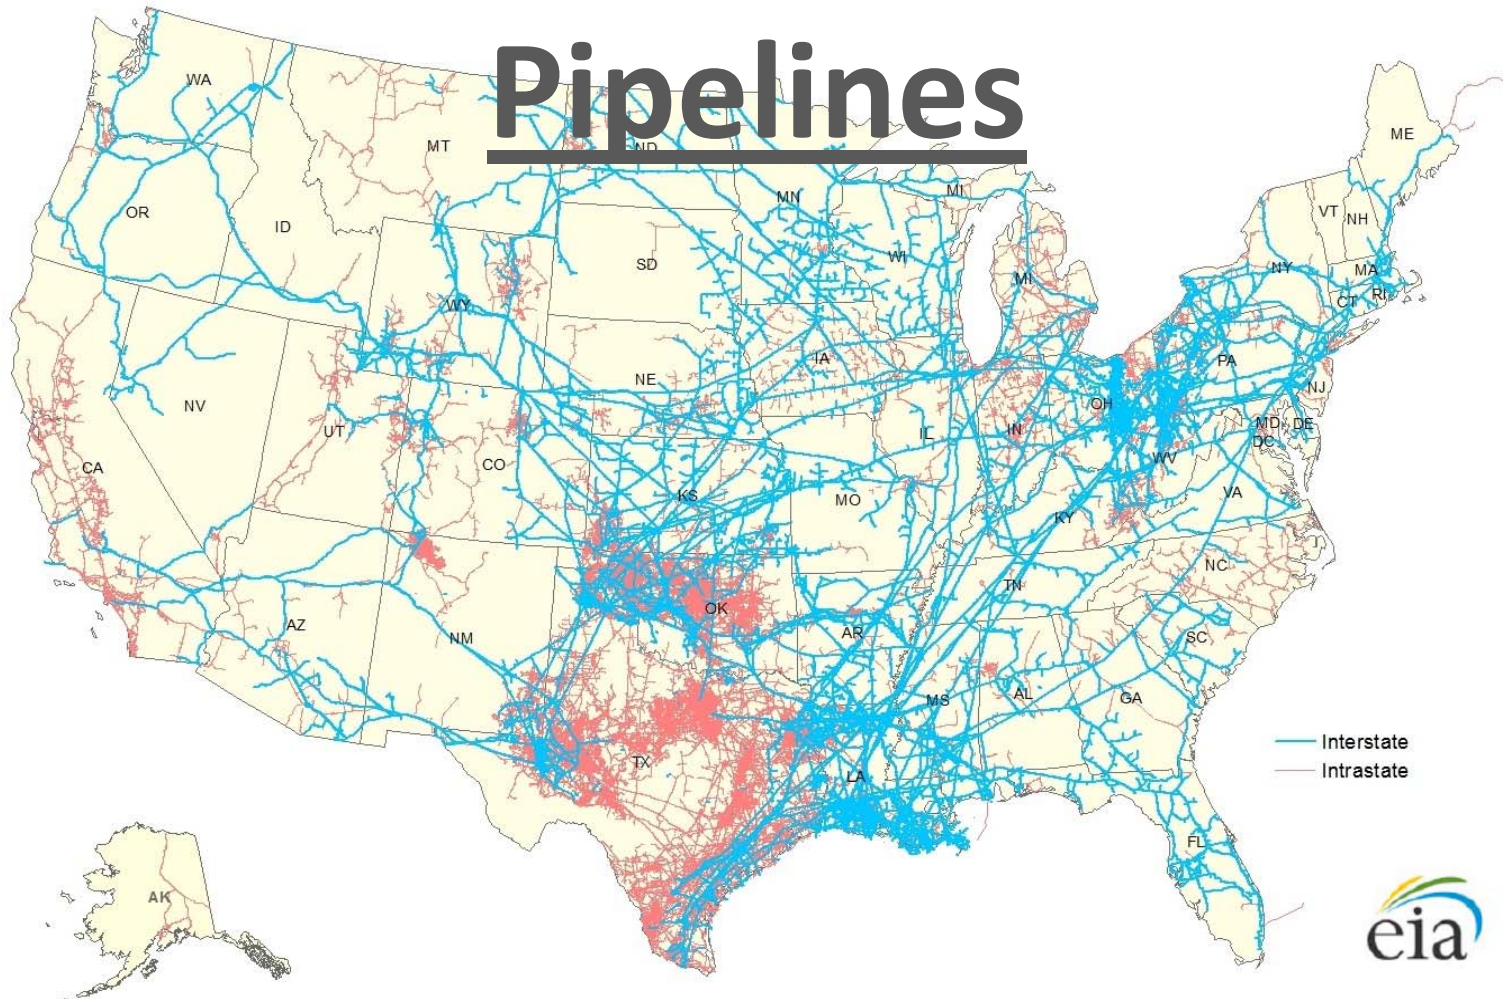 Pipelines
WA
MT
ND
ME
OR
ID
MN
MI
VT
NH
WI
SD
WY
MI
NY
MA
CT
RI
IA
PA
NE
NJ
NV
UT
OH
IN
IL
MD
DE
DC
CA
CO
WV
KS
MO
VA
KY
NC
TN
OK
AZ
NM
AR
SC
MS
AL
GA
TX
LA
FL
AK
Interstate
Intrastate
eia